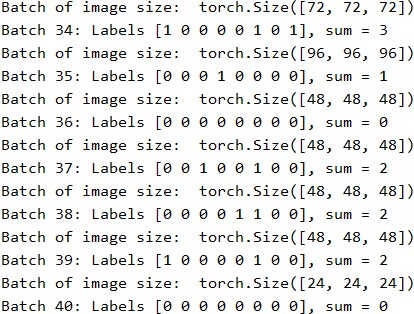 Batch of image size:  torch.Size([72, 72, 72])
Batch 34: Labels [1 0 0 0 0 1 0 1], sum = 3
Batch of image size:  torch.Size([96, 96, 96])
Batch 35: Labels [0 0 0 1 0 0 0 0], sum = 1
Batch of image size:  torch.Size([48, 48, 48])
Batch 36: Labels [0 0 0 0 0 0 0 0], sum = 0
Batch of image size:  torch.Size([48, 48, 48])
Batch 37: Labels [0 0 1 0 0 1 0 0], sum = 2
Batch of image size:  torch.Size([48, 48, 48])
Batch 38: Labels [0 0 0 0 1 1 0 0], sum = 2
Batch of image size:  torch.Size([48, 48, 48])
Batch 39: Labels [1 0 0 0 0 1 0 0], sum = 2
Batch of image size:  torch.Size([24, 24, 24])
Batch 40: Labels [0 0 0 0 0 0 0 0], sum = 0